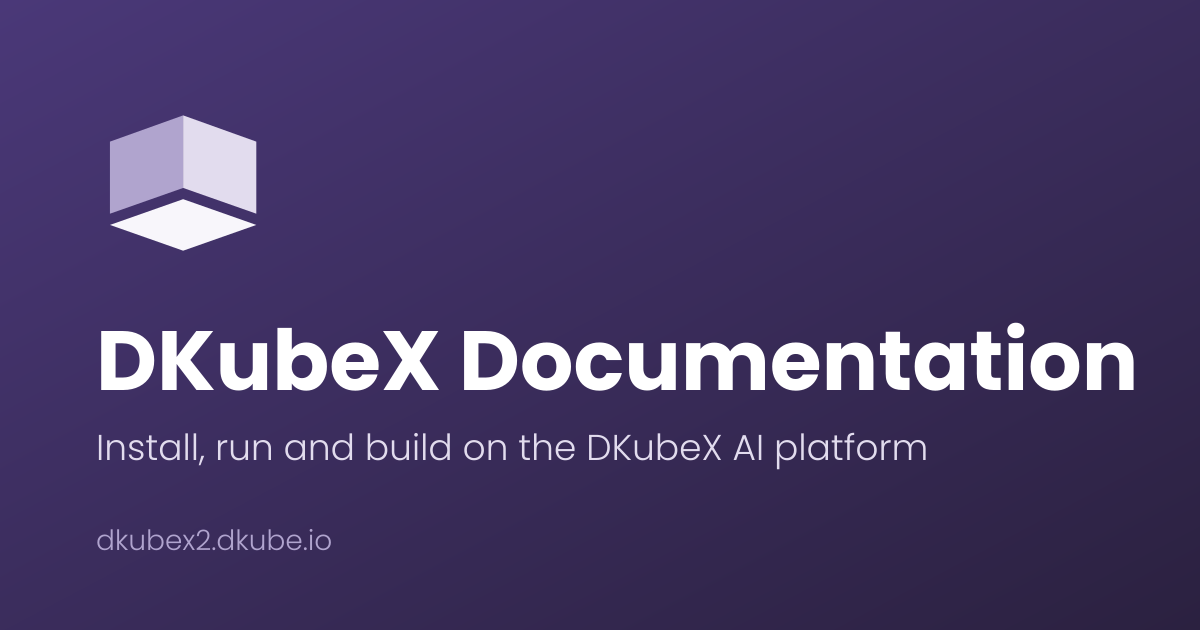 DKubeX Documentation
Install, run and build on the DKubeX AI platform
dkubex2.dkube.io